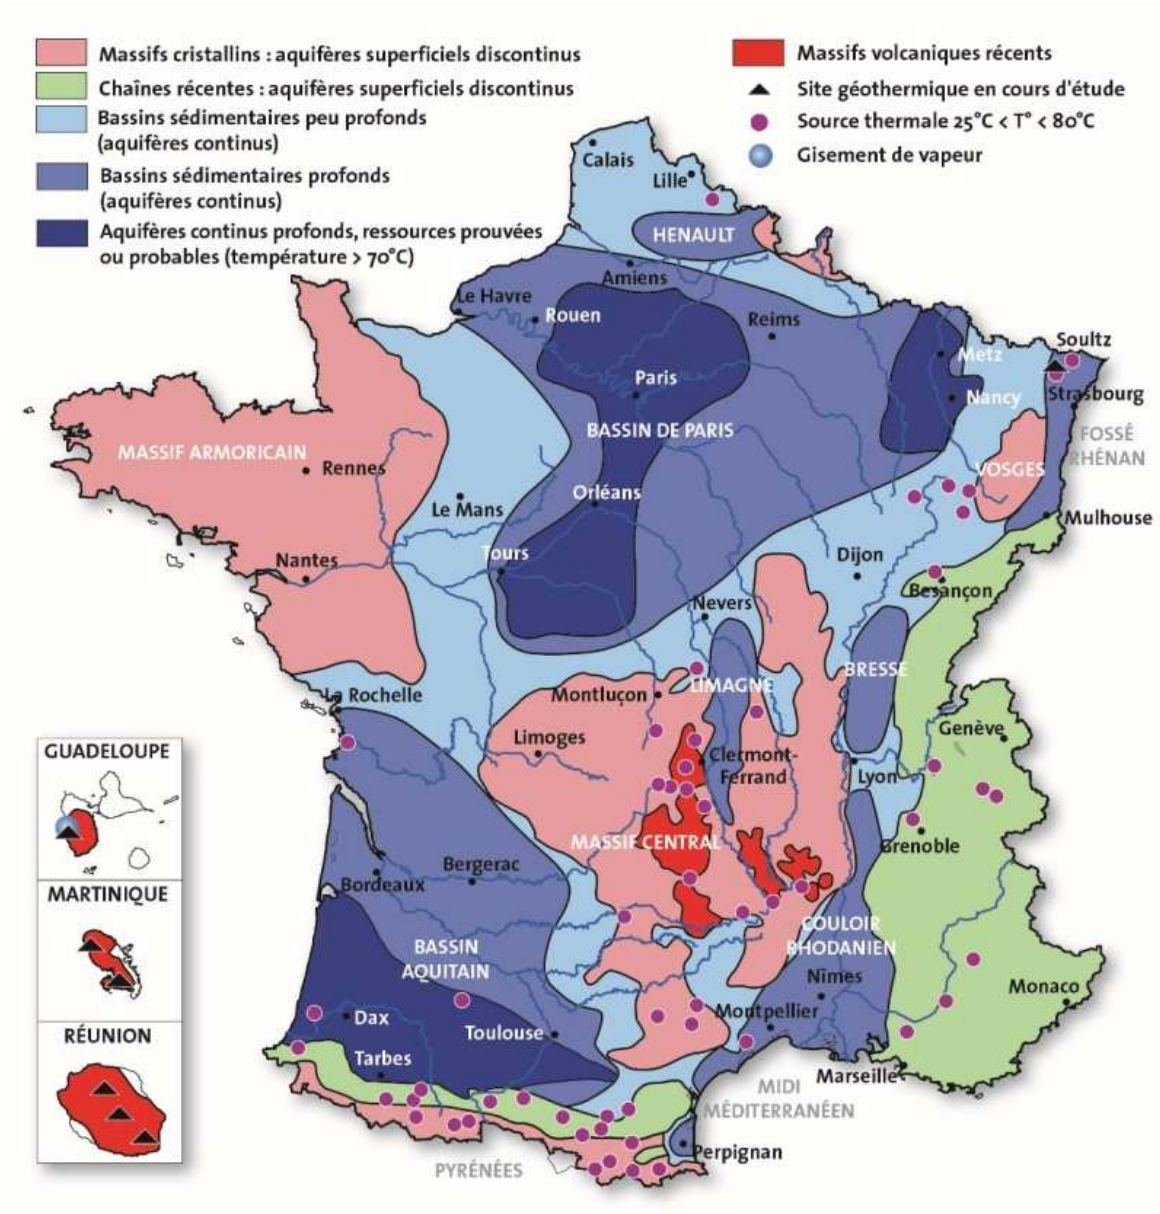 Massifs cristallins : aquifères superficiels discontinus
Chaînes récentes : aquifères superficiels discontinus
Bassins sédimentaires peu profonds
(aquifères continus)
Bassins sédimentaires profonds
(aquifères continus)
Aquifères continus profonds, ressources prouvées
ou probables (température > 70°C)
Massifs volcaniques récents
Site géothermique en cours d'étude
Source thermale 25°C < T° < 80°C
Gisement de vapeur
Calais
Lille
HENAULT
Amiens
Le Havre
Rouen
Reims
Soultz
Metz
Paris
Nancy
Strasbourg
BASSIN DE PARIS
FOSSÉ
RHÉNAN
MASSIF ARMORICAIN
Rennes
VOSGES
Orléans
Le Mans
Mulhouse
Tours
Dijon
Nantes
Besançon
Nevers
BRESSE
LIMAGNE
La Rochelle
Montluçon
Genève
Limoges
Clermont-
Ferrand
Lyon
GUADELOUPE
MASSIF CENTRAL
Grenoble
Bergerac
Bordeaux
MARTINIQUE
COULOIR
RHODANIEN
BASSIN
AQUITAIN
Nîmes
Monaco
Montpellier
Dax
Toulouse
RÉUNION
Tarbes
Marseille
MIDI
MÉDITERRANÉEN
Perpignan
PYRÉNÉES